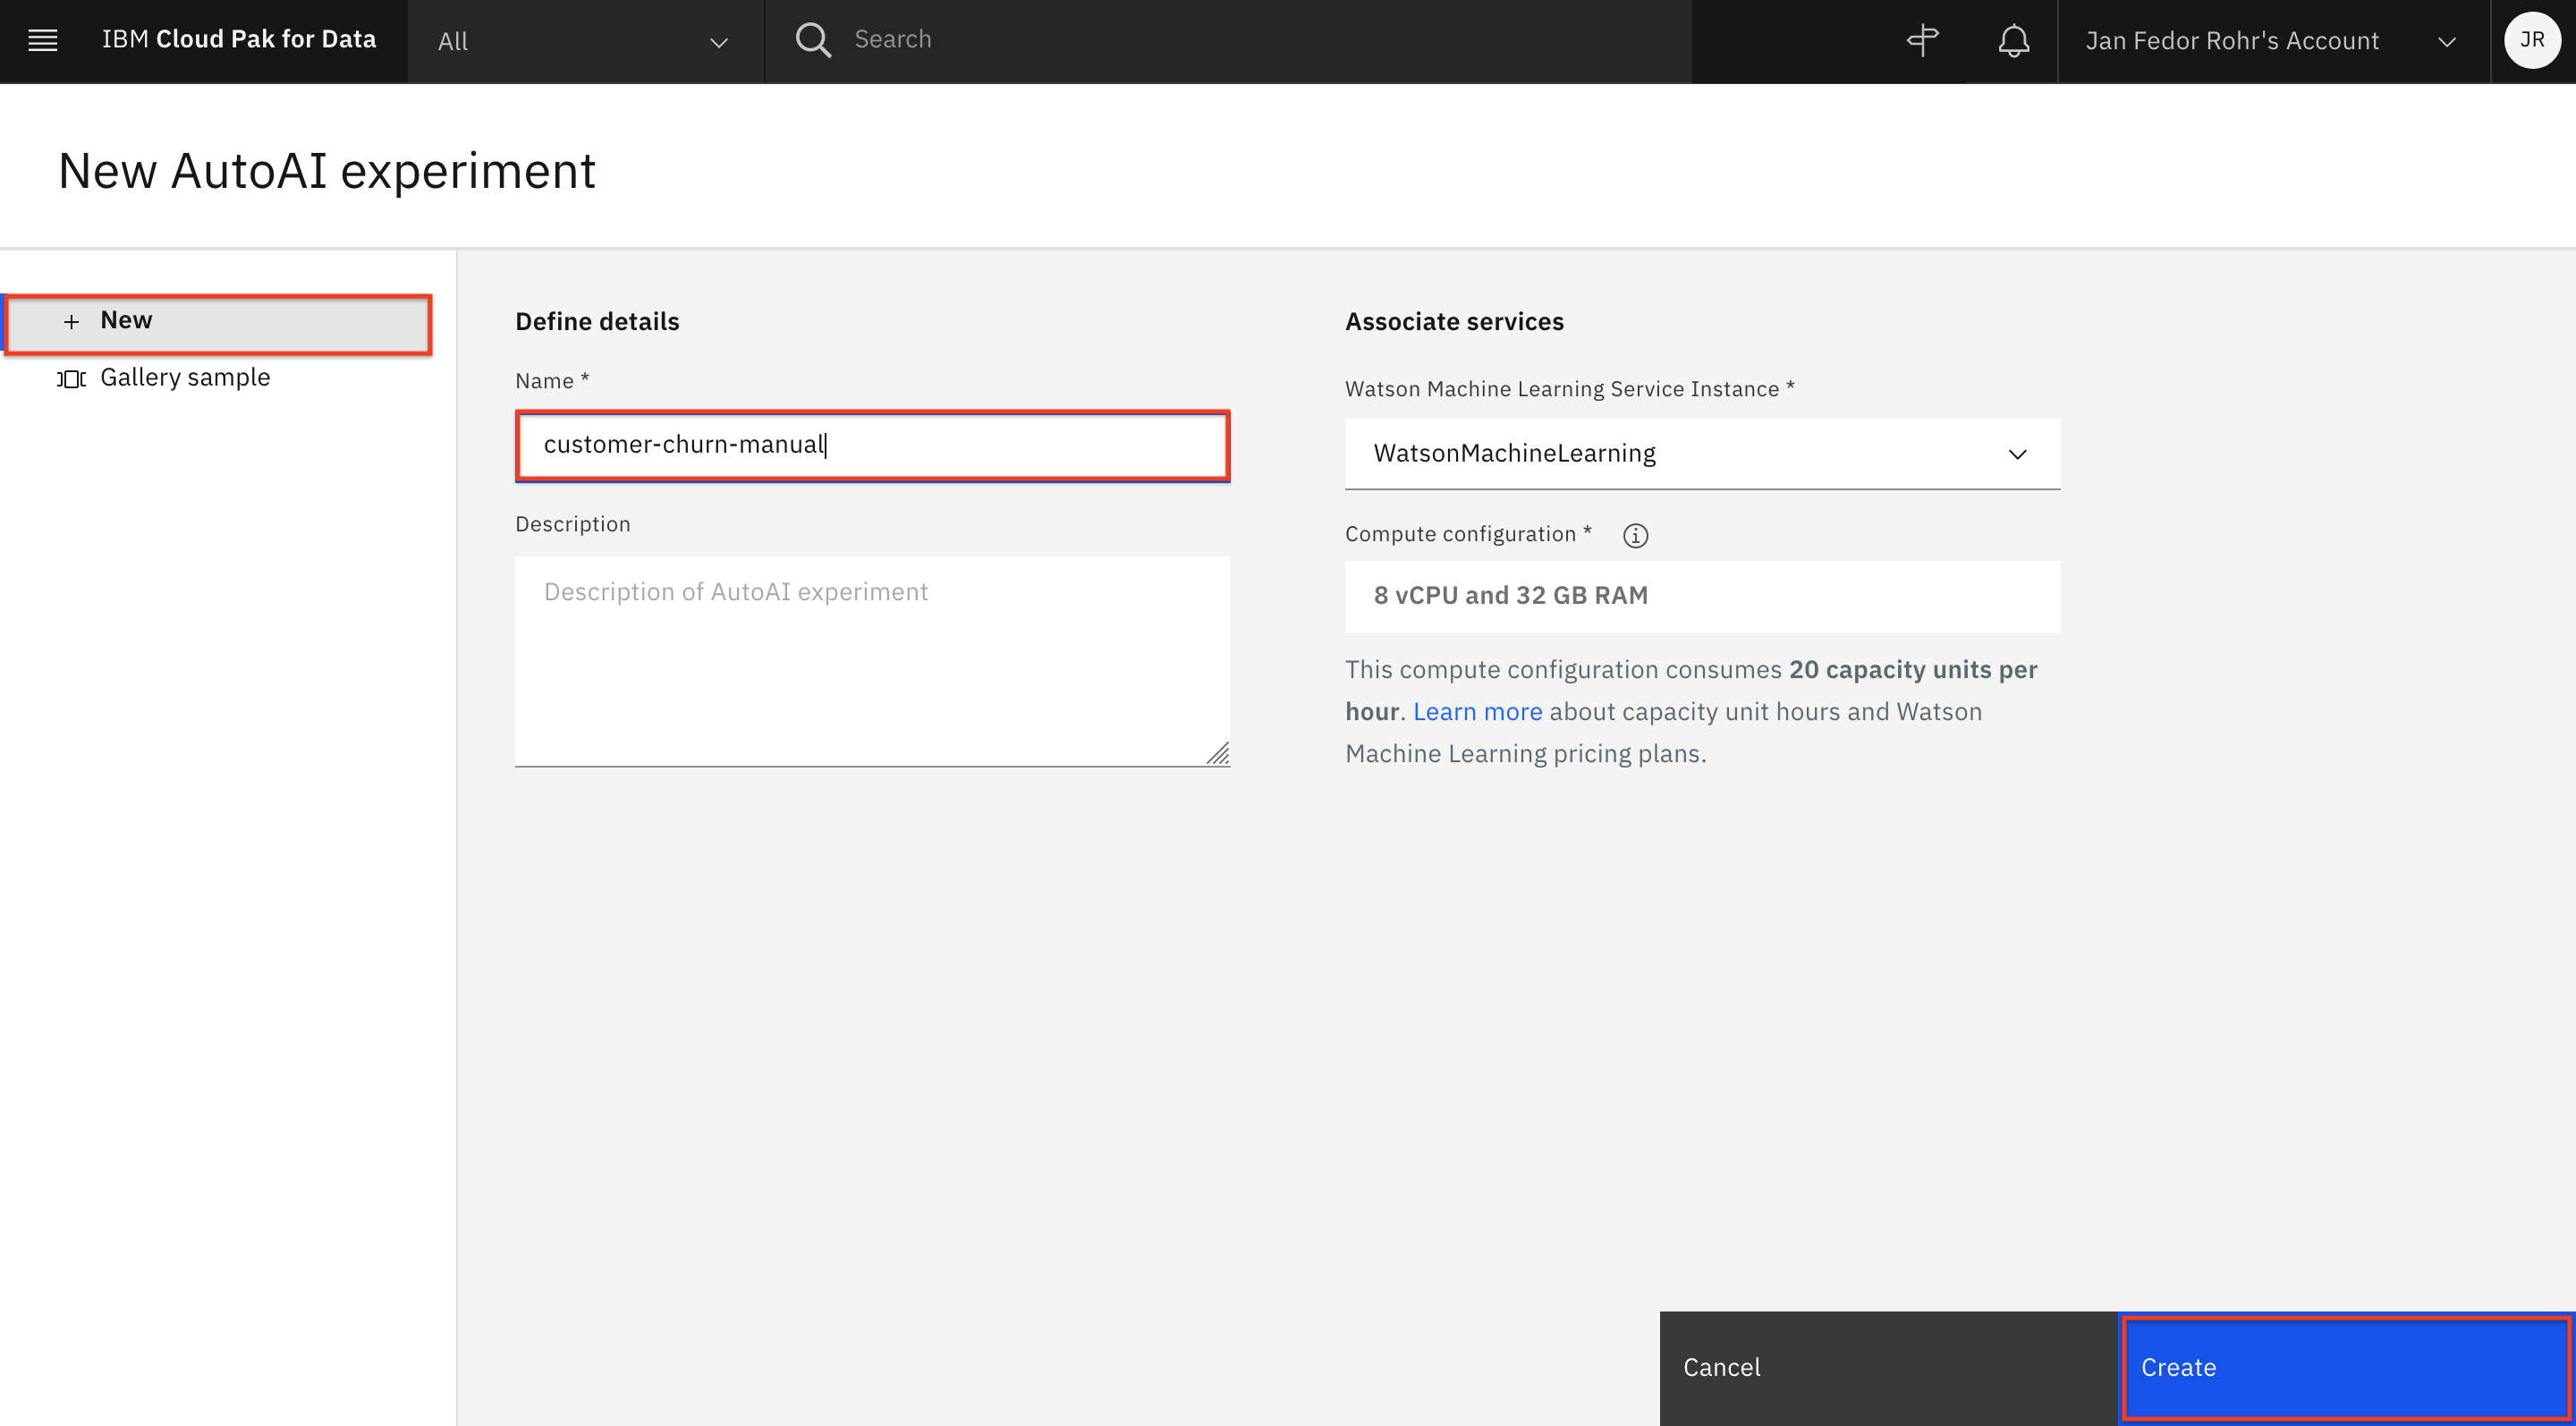 IBM Cloud Pak for Data
All
Search
Jan Fedor Rohr's Account
JR
New AutoAI experiment
New
Gallery sample
Define details
Name *
customer-churn-manual
Description
Description of AutoAI experiment
Associate services
Watson Machine Learning Service Instance *
WatsonMachineLearning
Compute configuration *
8 vCPU and 32 GB RAM
This compute configuration consumes 20 capacity units per
hour. Learn more about capacity unit hours and Watson
Machine Learning pricing plans.
Cancel
Create